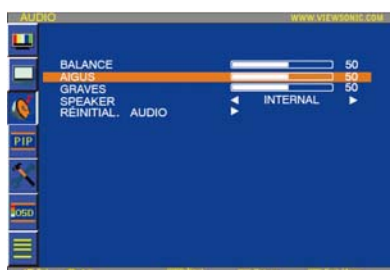 AUDIO WWW.VIEWSONIC.COM
BALANCE 50
AIGUS 50
GRAVES 50
SPEAKER INTERNAL
RÉINITIAL. AUDIO
PIP
OSD